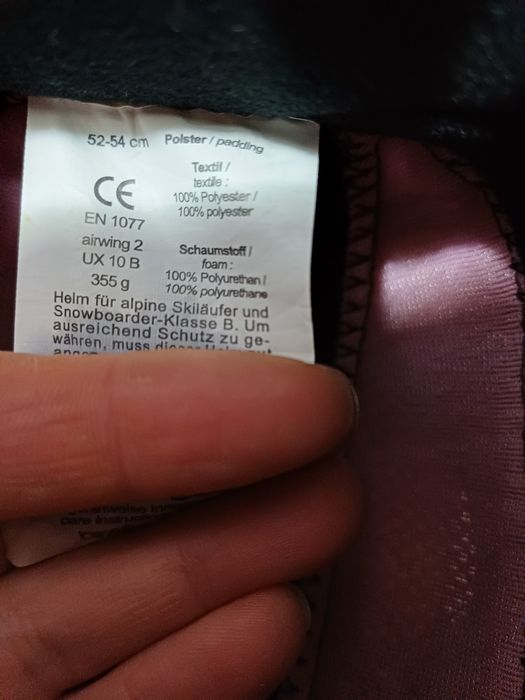 52-54 cm
CE
EN 1077
airwing 2
UX 10 B
355 g
Polster / padding
Textil /
textile :
100% Polyester /
100% polyester
Schaumstoff /
foam :
100% Polyurethan /
100% polyurethane
Helm für alpine Skiläufer und
Snowboarder-Klasse B. Um
ausreichend Schutz zu ge-
währen, muss dieser